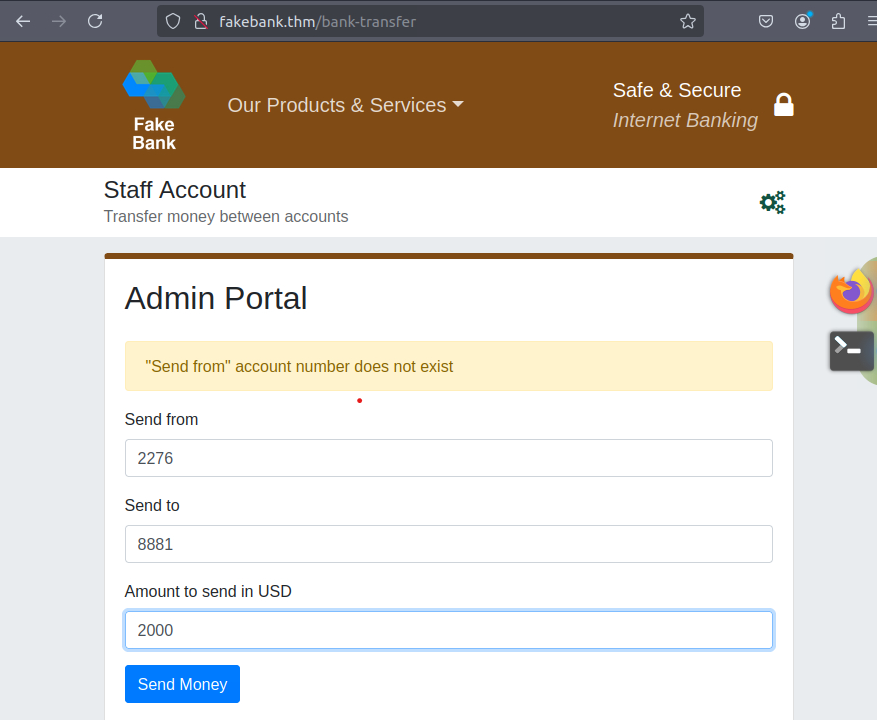 fakebank.thm/bank-transfer
Fake
Bank
Our Products & Services
Safe & Secure
Internet Banking
Staff Account
Transfer money between accounts
Admin Portal
"Send from" account number does not exist
Send from
2276
Send to
8881
Amount to send in USD
2000
Send Money